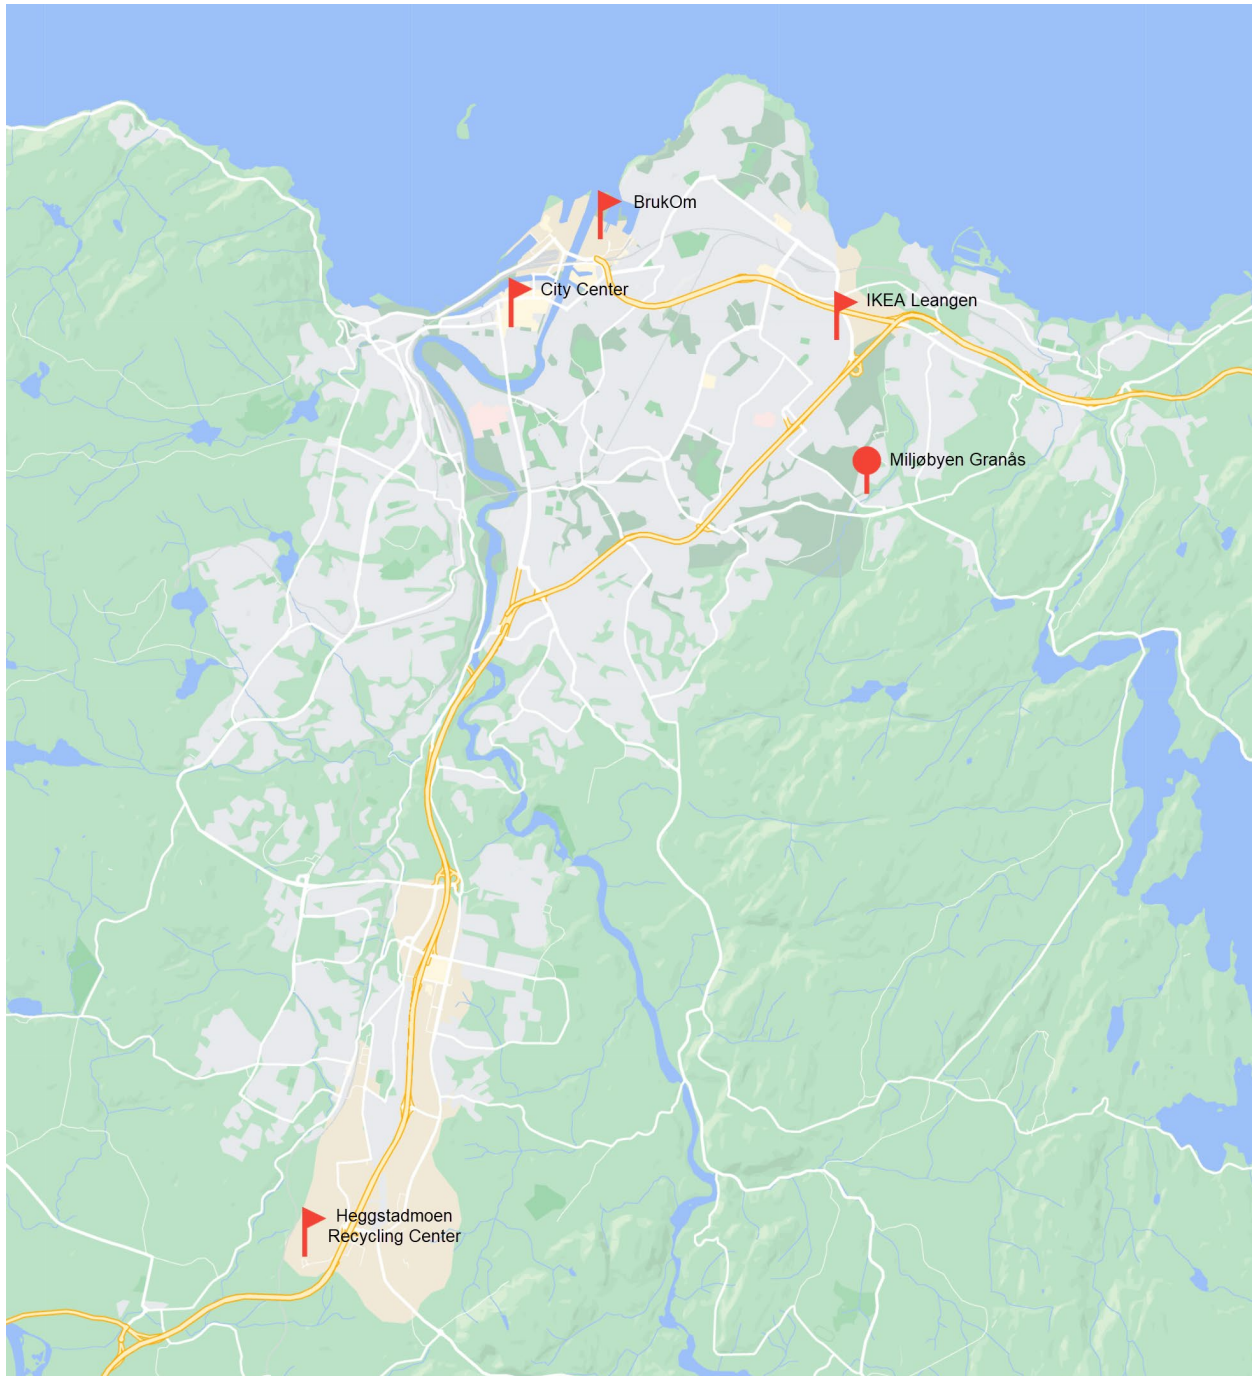 BrukOm
City Center
IKEA Leangen
Miljøbyen Granås
Heggstadmoen
Recycling Center